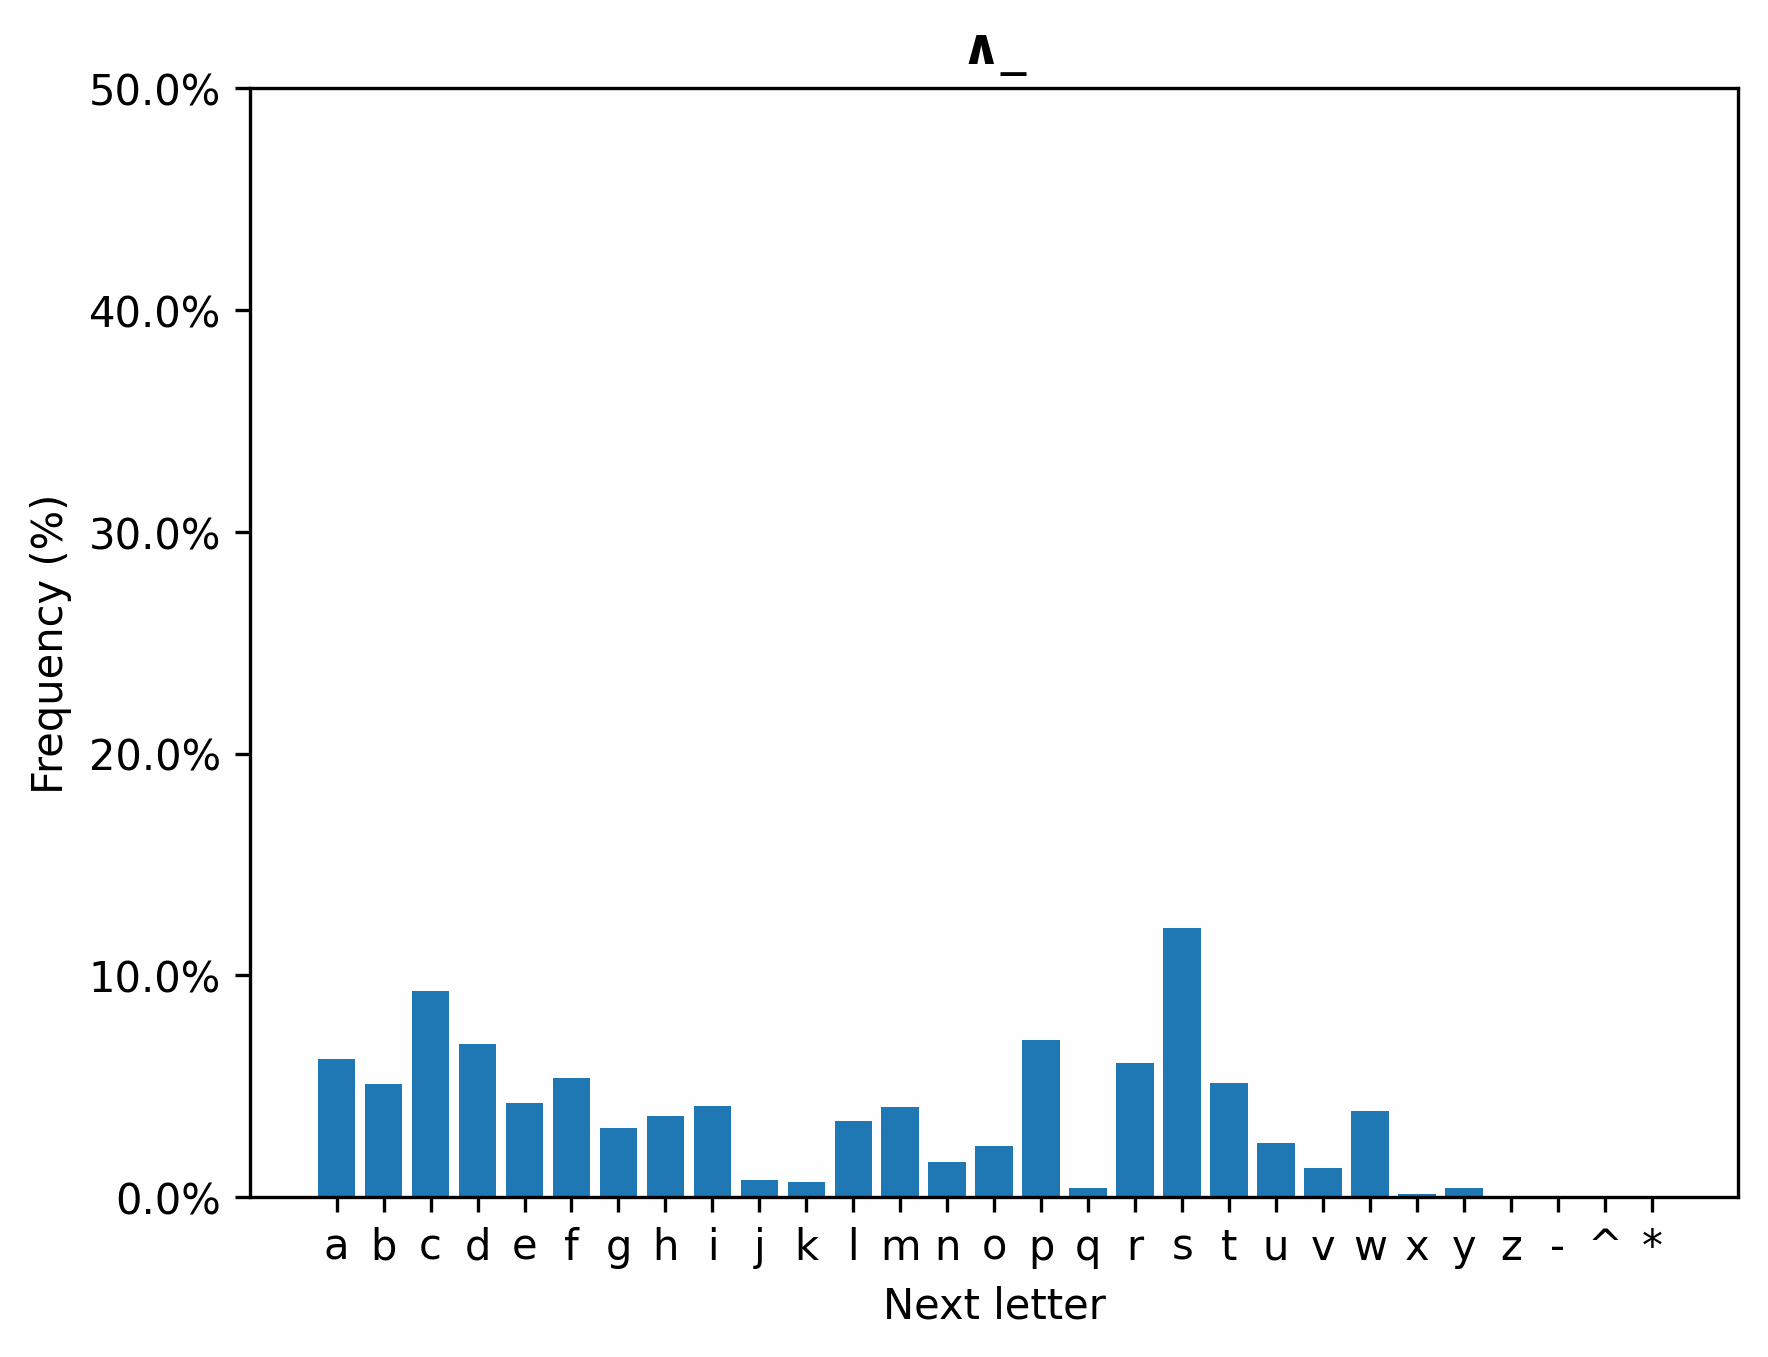 ∧_
50.0%
40.0%
30.0%
20.0%
10.0%
0.0%
Frequency (%)
a b c d e f g h i j k l m n o p q r s t u v w x y z - ^ *
Next letter